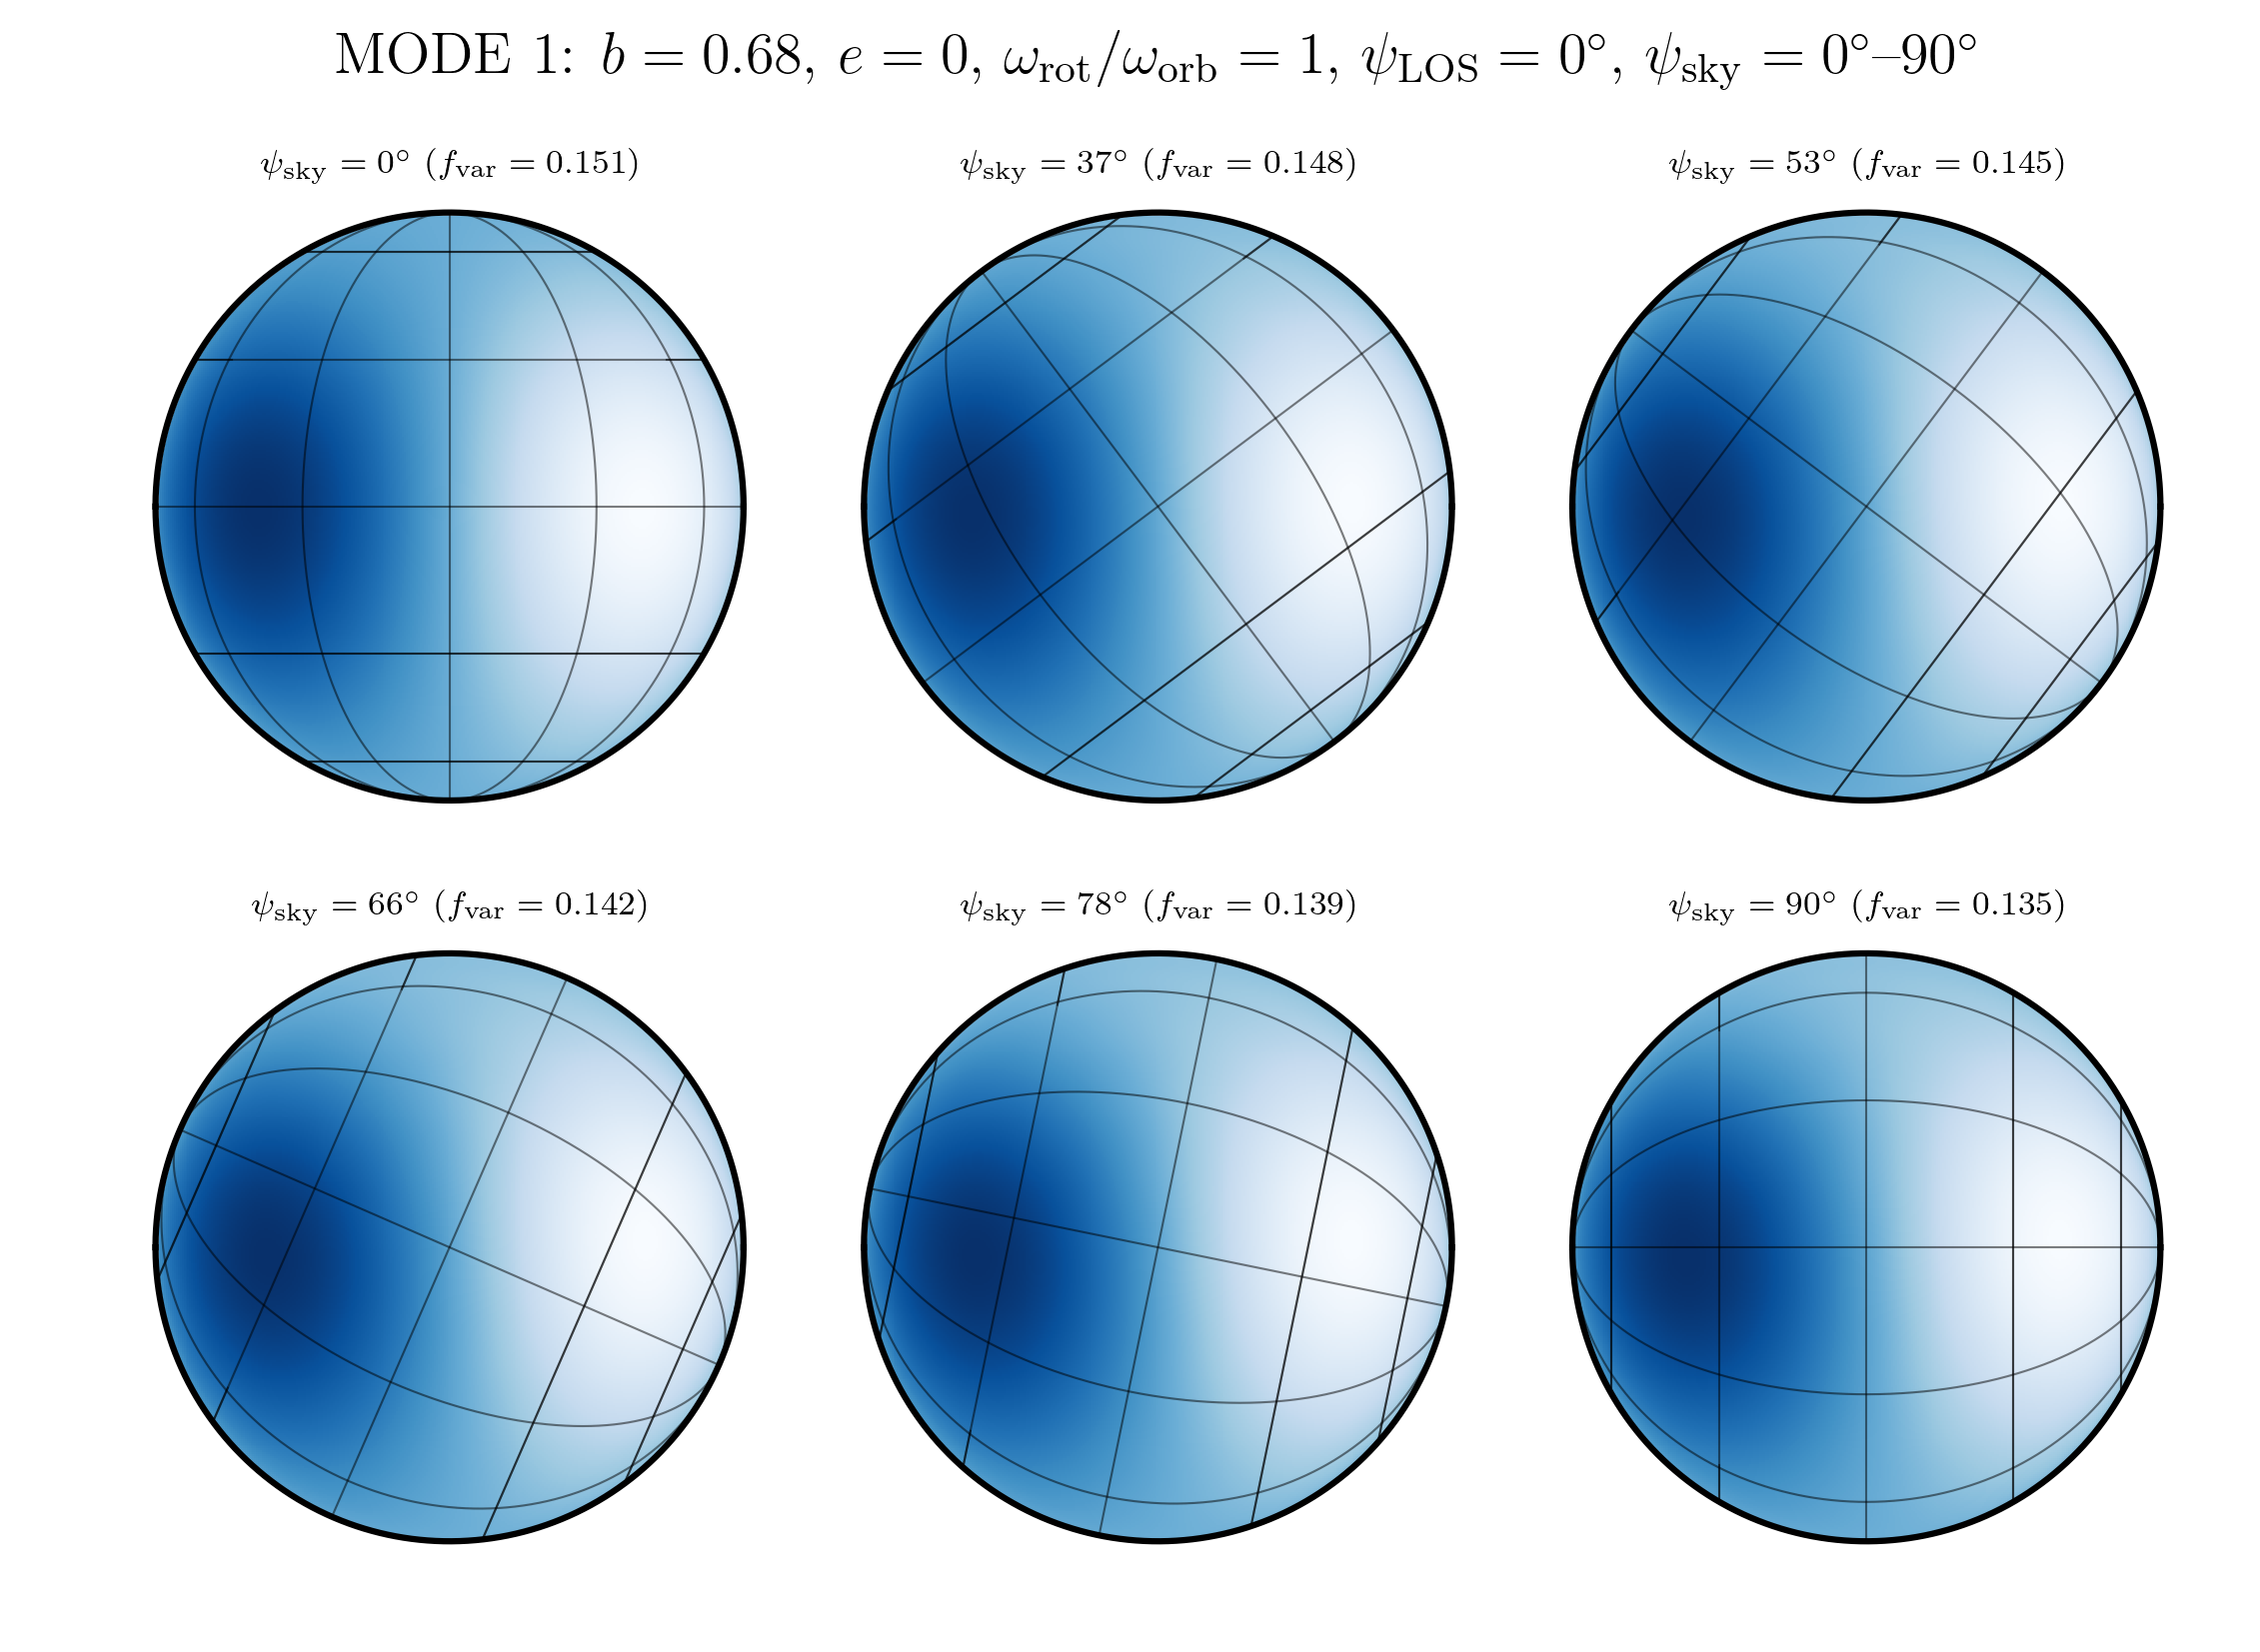 MODE 1: b = 0.68, e = 0, ω_rot/ω_orb = 1, ψ_LOS = 0°, ψ_sky = 0°–90°
ψ_sky = 0° (f_var = 0.151)
ψ_sky = 37° (f_var = 0.148)
ψ_sky = 53° (f_var = 0.145)
ψ_sky = 66° (f_var = 0.142)
ψ_sky = 78° (f_var = 0.139)
ψ_sky = 90° (f_var = 0.135)